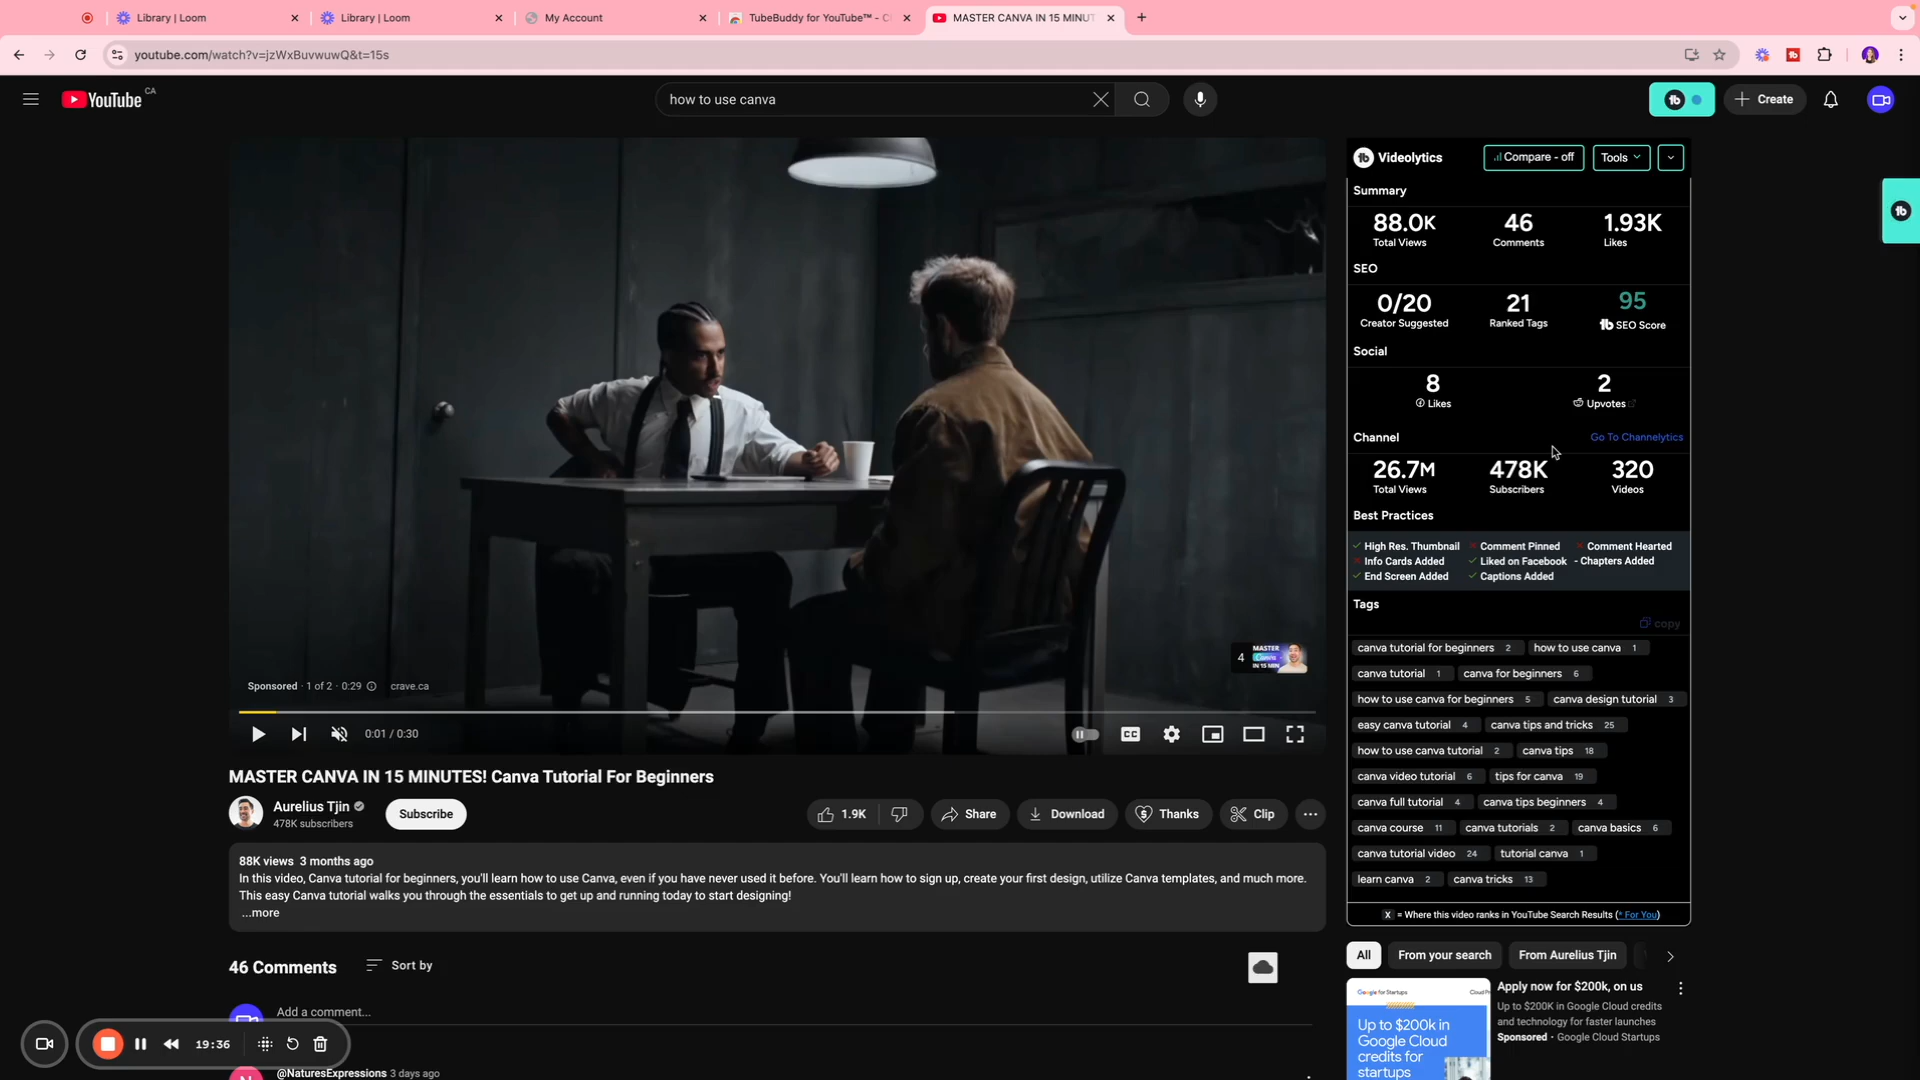 Library | Loom
Library | Loom
My Account
TubeBuddy for YouTube™ - C
MASTER CANVA IN 15 MINUT
youtube.com/watch?v=jzWxBuvwuwQ&t=15s
YouTube CA
how to use canva
tb
Create
tb
Videolytics
Compare - off
Tools
Summary
88.0K 46 1.93K
Total Views Comments Likes
SEO
0/20 21 95
Creator Suggested Ranked Tags tb SEO Score
Social
8 2
Likes Upvotes
Channel Go To Channelytics
26.7M 478K 320
Total Views Subscribers Videos
Best Practices
High Res. Thumbnail Comment Pinned Comment Hearted
Info Cards Added Liked on Facebook - Chapters Added
End Screen Added Captions Added
Tags
copy
canva tutorial for beginners 2 how to use canva 1
canva tutorial 1 canva for beginners 6
how to use canva for beginners 5 canva design tutorial 3
easy canva tutorial 4 canva tips and tricks 25
how to use canva tutorial 2 canva tips 18
canva video tutorial 6 tips for canva 19
canva full tutorial 4 canva tips beginners 4
canva course 11 canva tutorials 2 canva basics 6
canva tutorial video 24 tutorial canva 1
learn canva 2 canva tricks 13
X = Where this video ranks in YouTube Search Results (* For You)
4 MASTER Canva IN 15 MIN
Sponsored · 1 of 2 · 0:29 crave.ca
0:01 / 0:30
CC
MASTER CANVA IN 15 MINUTES! Canva Tutorial For Beginners
Aurelius Tjin
478K subscribers
Subscribe
1.9K
Share
Download
Thanks
Clip
88K views 3 months ago
In this video, Canva tutorial for beginners, you'll learn how to use Canva, even if you have never used it before. You'll learn how to sign up, create your first design, utilize Canva templates, and much more.
This easy Canva tutorial walks you through the essentials to get up and running today to start designing!
...more
46 Comments
Sort by
Add a comment...
19:36
@NaturesExpressions 3 days ago
All
From your search
From Aurelius Tjin
Google for Startups
Up to $200k in
Google Cloud
credits for
startups
Apply now for $200k, on us
Up to $200K in Google Cloud credits
and technology for faster launches
Sponsored · Google Cloud Startups